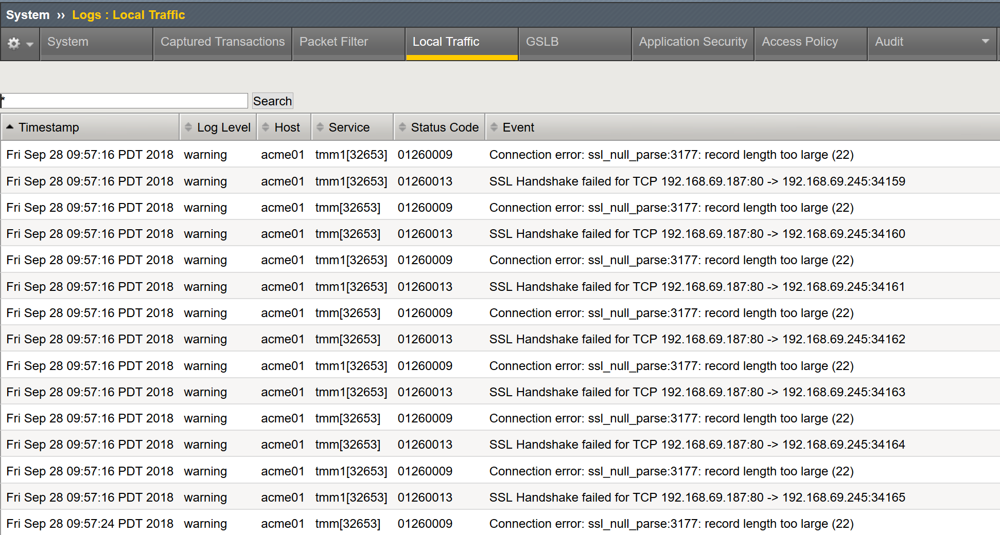 System ›› Logs : Local Traffic
System Captured Transactions Packet Filter Local Traffic GSLB Application Security Access Policy Audit
* Search
Timestamp Log Level Host Service Status Code Event
Fri Sep 28 09:57:16 PDT 2018 warning acme01 tmm1[32653] 01260009 Connection error: ssl_null_parse:3177: record length too large (22)
Fri Sep 28 09:57:16 PDT 2018 warning acme01 tmm1[32653] 01260013 SSL Handshake failed for TCP 192.168.69.187:80 -> 192.168.69.245:34159
Fri Sep 28 09:57:16 PDT 2018 warning acme01 tmm[32653] 01260009 Connection error: ssl_null_parse:3177: record length too large (22)
Fri Sep 28 09:57:16 PDT 2018 warning acme01 tmm[32653] 01260013 SSL Handshake failed for TCP 192.168.69.187:80 -> 192.168.69.245:34160
Fri Sep 28 09:57:16 PDT 2018 warning acme01 tmm1[32653] 01260009 Connection error: ssl_null_parse:3177: record length too large (22)
Fri Sep 28 09:57:16 PDT 2018 warning acme01 tmm1[32653] 01260013 SSL Handshake failed for TCP 192.168.69.187:80 -> 192.168.69.245:34161
Fri Sep 28 09:57:16 PDT 2018 warning acme01 tmm[32653] 01260009 Connection error: ssl_null_parse:3177: record length too large (22)
Fri Sep 28 09:57:16 PDT 2018 warning acme01 tmm[32653] 01260013 SSL Handshake failed for TCP 192.168.69.187:80 -> 192.168.69.245:34162
Fri Sep 28 09:57:16 PDT 2018 warning acme01 tmm1[32653] 01260009 Connection error: ssl_null_parse:3177: record length too large (22)
Fri Sep 28 09:57:16 PDT 2018 warning acme01 tmm1[32653] 01260013 SSL Handshake failed for TCP 192.168.69.187:80 -> 192.168.69.245:34163
Fri Sep 28 09:57:16 PDT 2018 warning acme01 tmm[32653] 01260009 Connection error: ssl_null_parse:3177: record length too large (22)
Fri Sep 28 09:57:16 PDT 2018 warning acme01 tmm[32653] 01260013 SSL Handshake failed for TCP 192.168.69.187:80 -> 192.168.69.245:34164
Fri Sep 28 09:57:16 PDT 2018 warning acme01 tmm1[32653] 01260009 Connection error: ssl_null_parse:3177: record length too large (22)
Fri Sep 28 09:57:16 PDT 2018 warning acme01 tmm1[32653] 01260013 SSL Handshake failed for TCP 192.168.69.187:80 -> 192.168.69.245:34165
Fri Sep 28 09:57:24 PDT 2018 warning acme01 tmm[32653] 01260009 Connection error: ssl_null_parse:3177: record length too large (22)